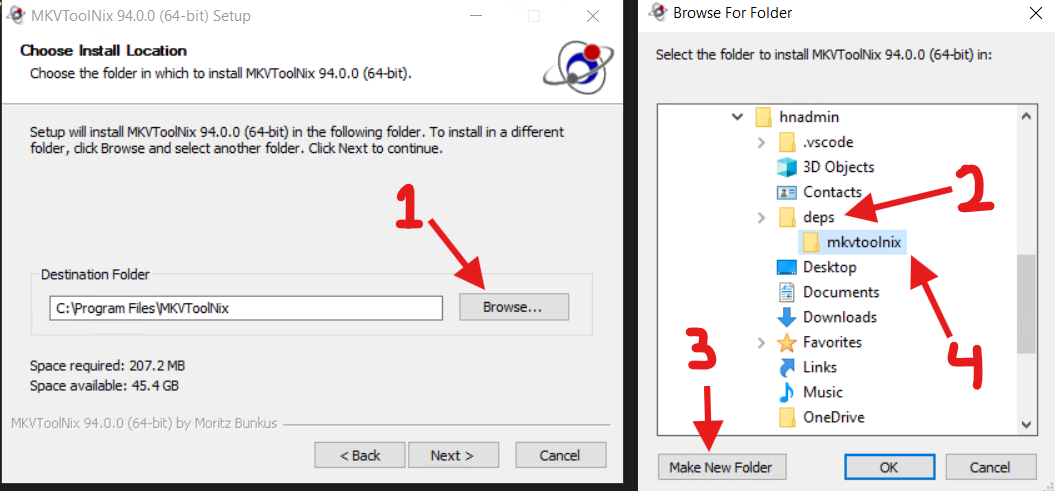 MKVToolNix 94.0.0 (64-bit) Setup
Choose Install Location
Choose the folder in which to install MKVToolNix 94.0.0 (64-bit).
Setup will install MKVToolNix 94.0.0 (64-bit) in the following folder. To install in a different
folder, click Browse and select another folder. Click Next to continue.
1
Destination Folder
C:\Program Files\MKVToolNix
Browse...
Space required: 207.2 MB
Space available: 45.4 GB
MKVToolNix 94.0.0 (64-bit) by Moritz Bunkus
< Back
Next >
Cancel
Browse For Folder
Select the folder to install MKVToolNix 94.0.0 (64-bit) in:
hnadmin
.vscode
3D Objects
Contacts
deps
2
mkvtoolnix
Desktop
Documents
Downloads
Favorites
Links
Music
OneDrive
3
4
Make New Folder
OK
Cancel